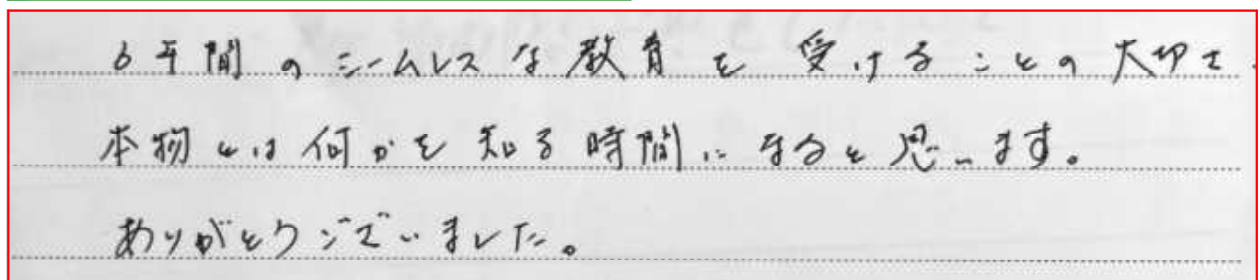 6年間のシームレスな教育を受けることの大切さ、
本物とは何かを知る時間になると思います。
ありがとうございました。